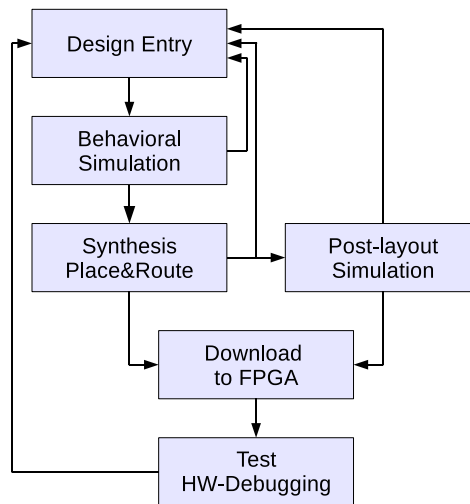 Design Entry
Behavioral
Simulation
Synthesis
Place&Route
Post-layout
Simulation
Download
to FPGA
Test
HW-Debugging